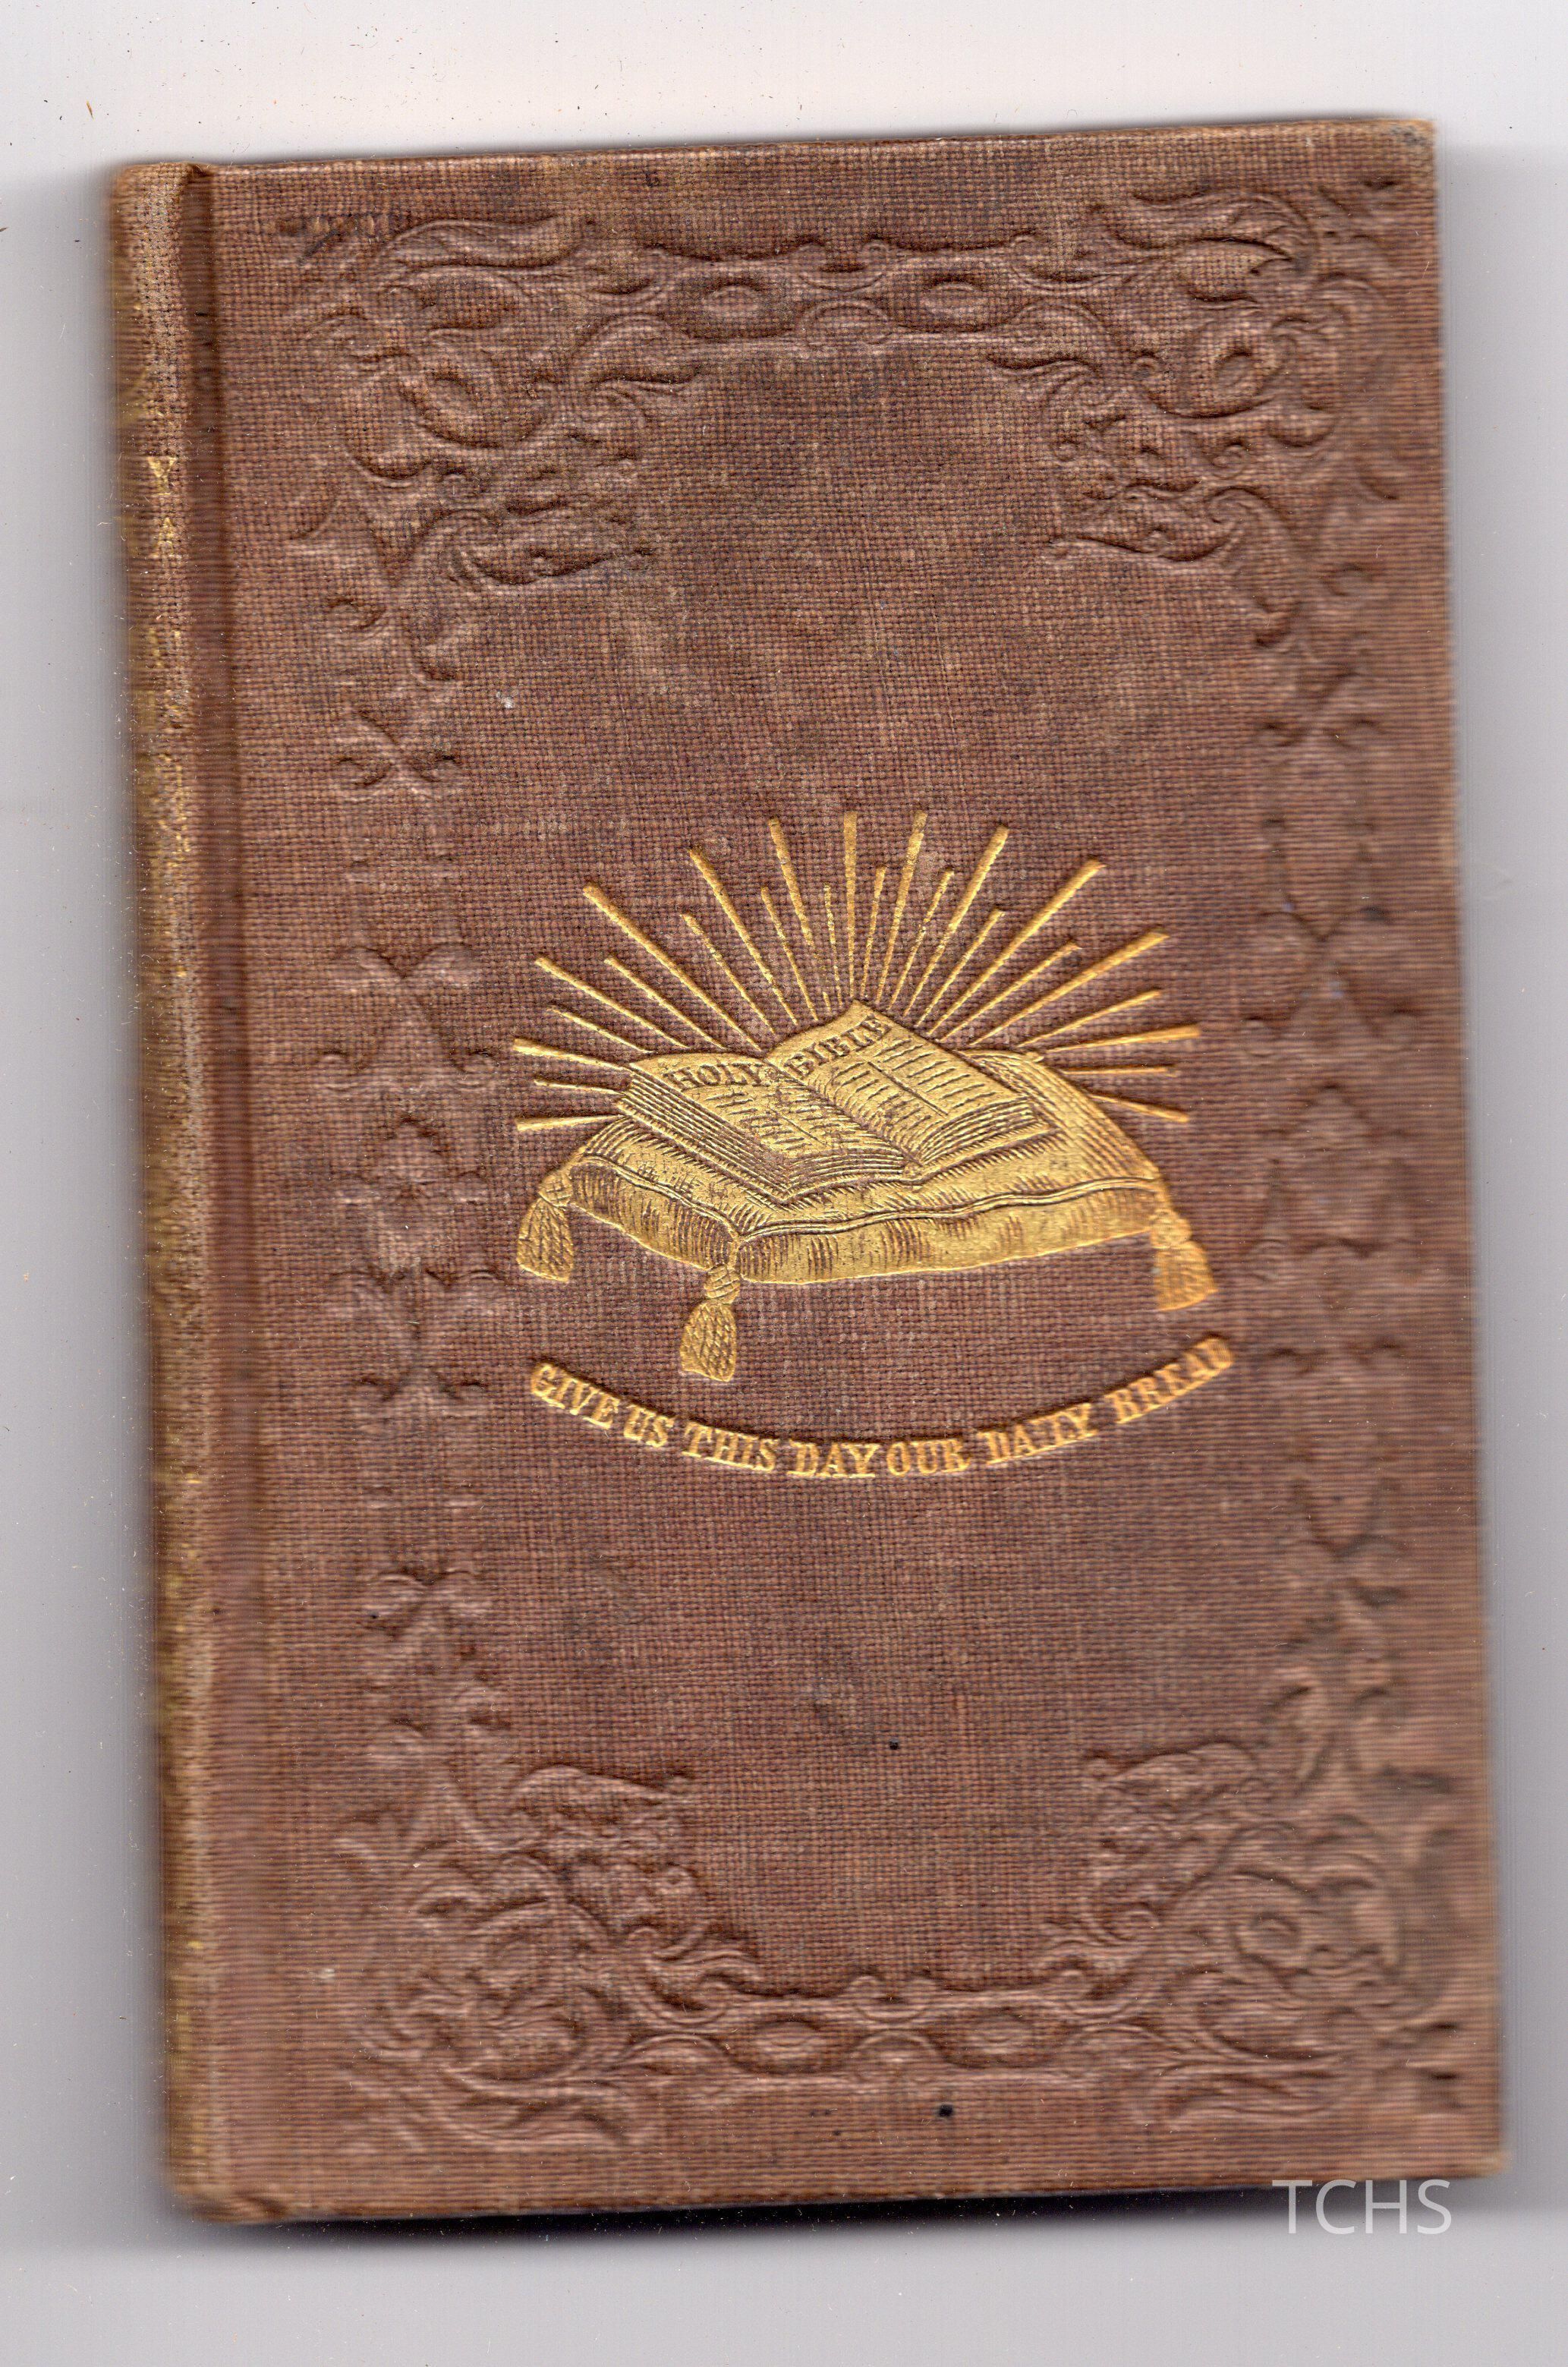 HOLY BIBLE
GIVE US THIS DAY OUR DAILY BREAD
TCHS